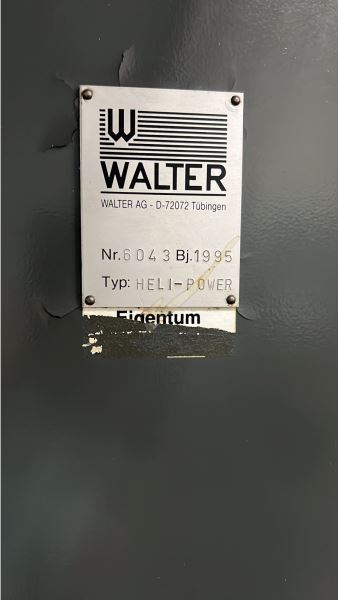 W
WALTER
WALTER AG - D-72072 Tübingen
Nr. 6043 Bj. 1995
Typ: HELI-POWER
Eigentum